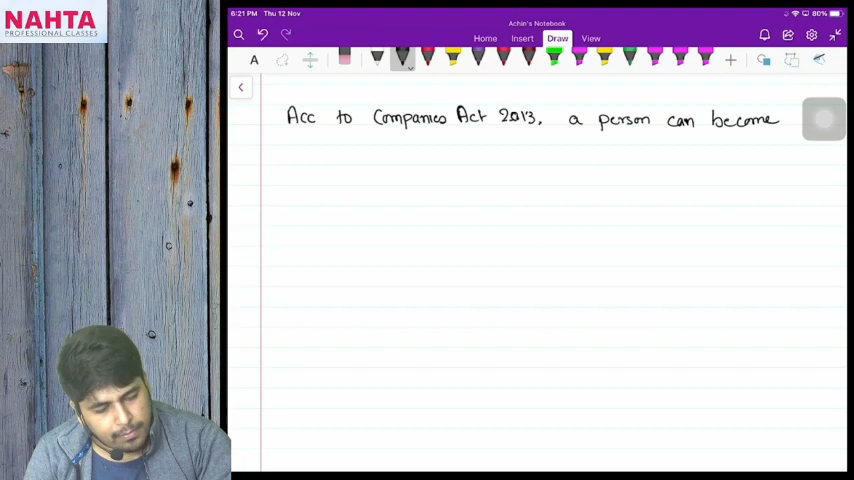 NAHTA
PROFESSIONAL CLASSES
6:21 PM Thu 12 Nov
80%
Achin's Notebook
Home Insert Draw View
A
Acc to Companies Act 2013, a person can become